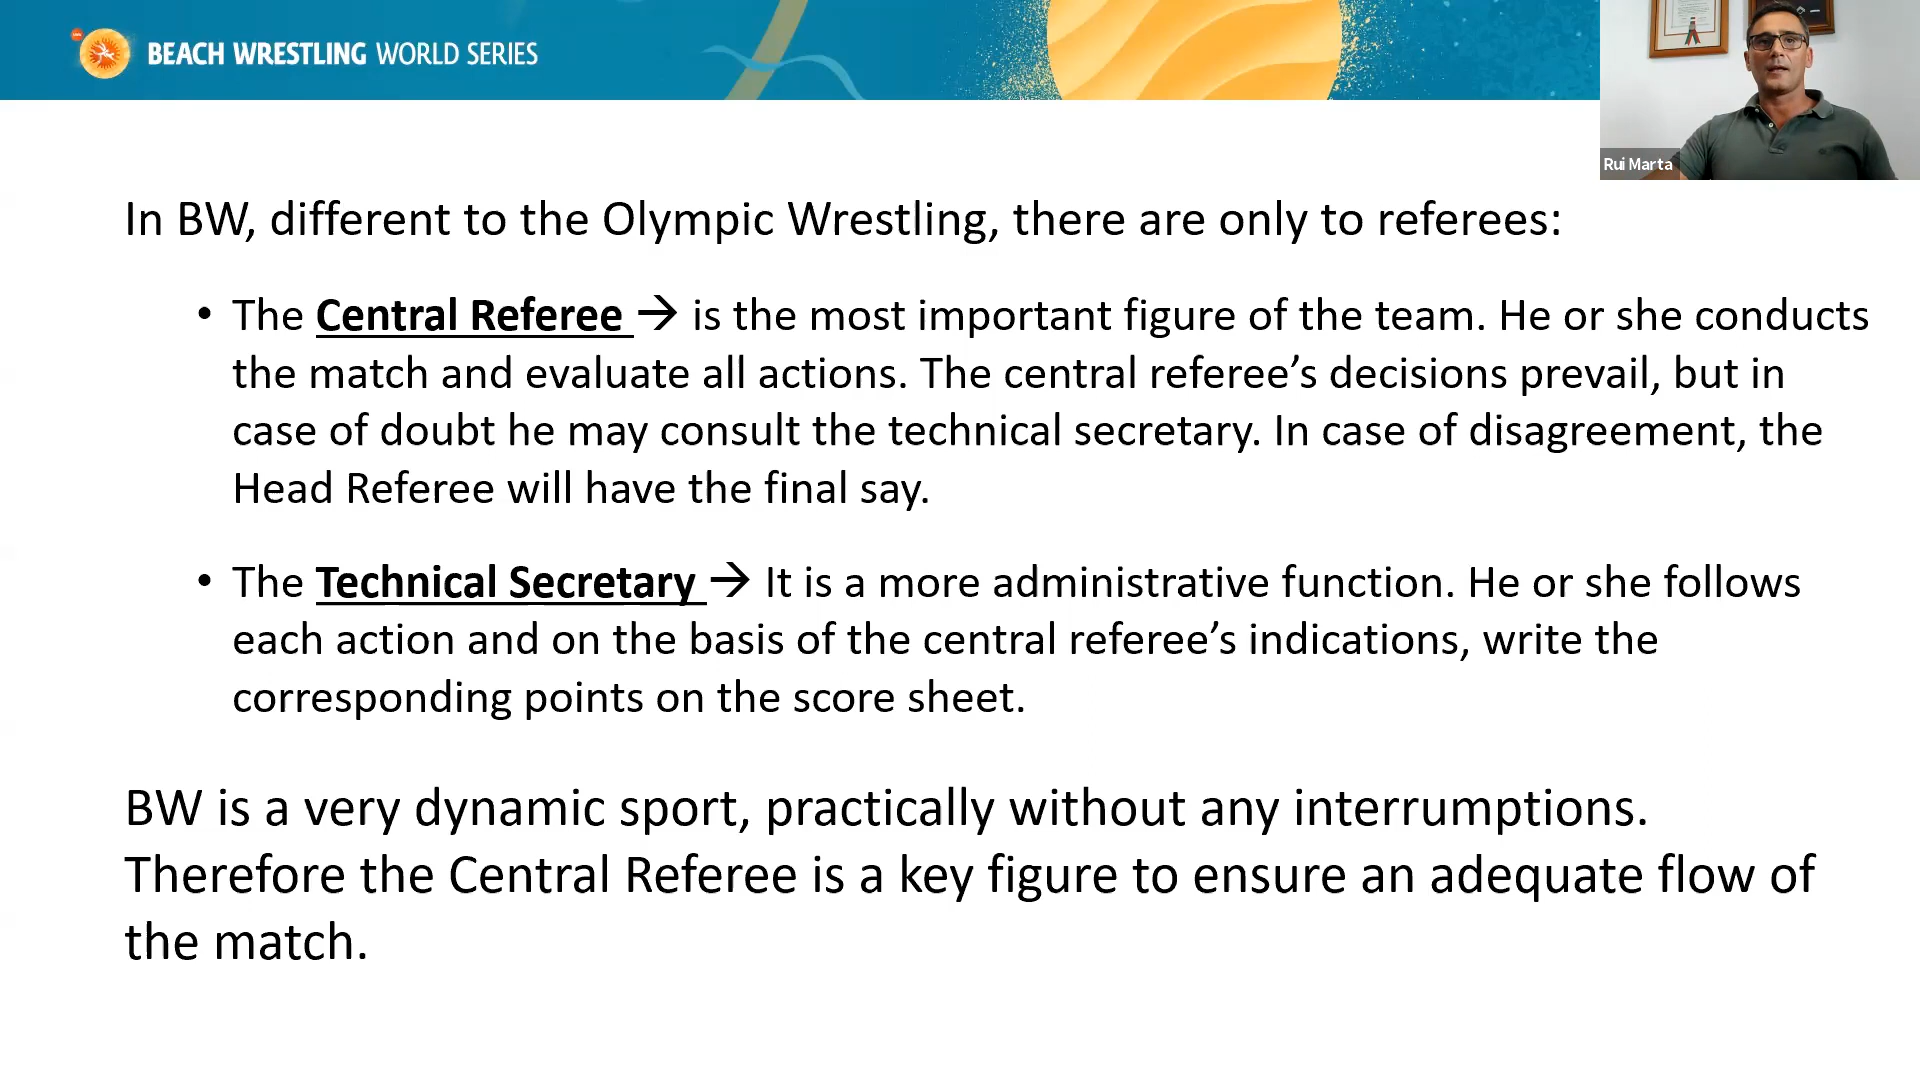 BEACH WRESTLING WORLD SERIES
Rui Marta
In BW, different to the Olympic Wrestling, there are only to referees:
• The Central Referee → is the most important figure of the team. He or she conducts
the match and evaluate all actions. The central referee’s decisions prevail, but in
case of doubt he may consult the technical secretary. In case of disagreement, the
Head Referee will have the final say.
• The Technical Secretary → It is a more administrative function. He or she follows
each action and on the basis of the central referee’s indications, write the
corresponding points on the score sheet.
BW is a very dynamic sport, practically without any interrumptions.
Therefore the Central Referee is a key figure to ensure an adequate flow of
the match.